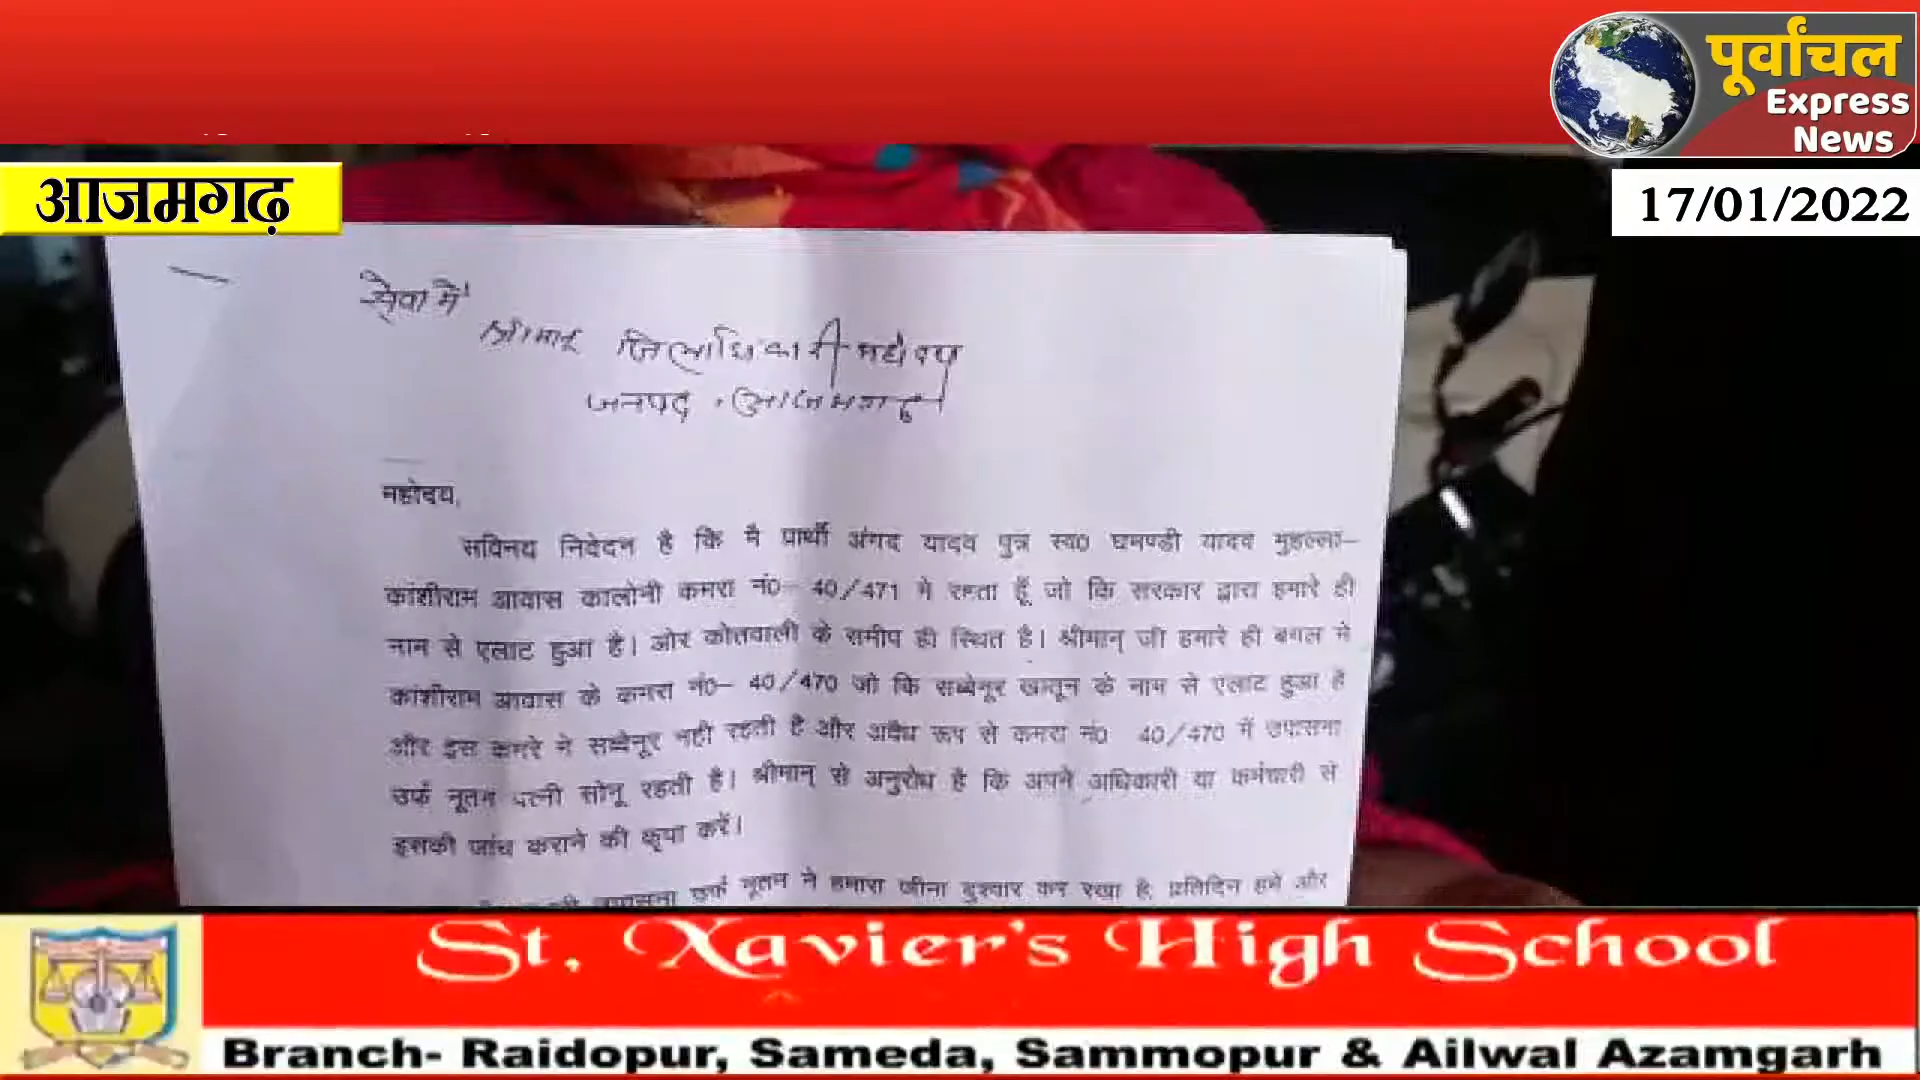 पूर्वांचल
Express
News
आजमगढ़
17/01/2022
सेवा में
श्रीमान जिलाधिकारी महोदय
जनपद - आजमगढ़
महोदय,
सविनय निवेदन है कि मै प्रार्थी अंगद यादव पुत्र स्व0 घमण्डी यादव मुहल्ला–
कांशीराम आवास कालोनी कमरा नं0– 40/471 मे रहता हूँ जो कि सरकार द्वारा हमारे ही
नाम से एलाट हुआ है। ओर कोतवाली के समीप ही स्थित है। श्रीमान् जी हमारे ही बगल मे
कांशीराम आवास के कमरा नं0– 40/470 जो कि सब्बेनूर खातून के नाम से एलाट हुआ है
और इस कमरे मे सब्बेनूर नही रहती है और अवैध रूप से कमरा नं0 40/470 में उपासना
उर्फ नूतन पत्नी सोनू रहती है। श्रीमान् से अनुरोध है कि अपने अधिकारी या कर्मचारी से
इसकी जांच कराने की कृपा करें।
उपासना उर्फ नूतन ने हमारा जीना दुश्वार कर रखा है, प्रतिदिन हमे और
St. Xavier's High School
Branch- Raidopur, Sameda, Sammopur & Ailwal Azamgarh